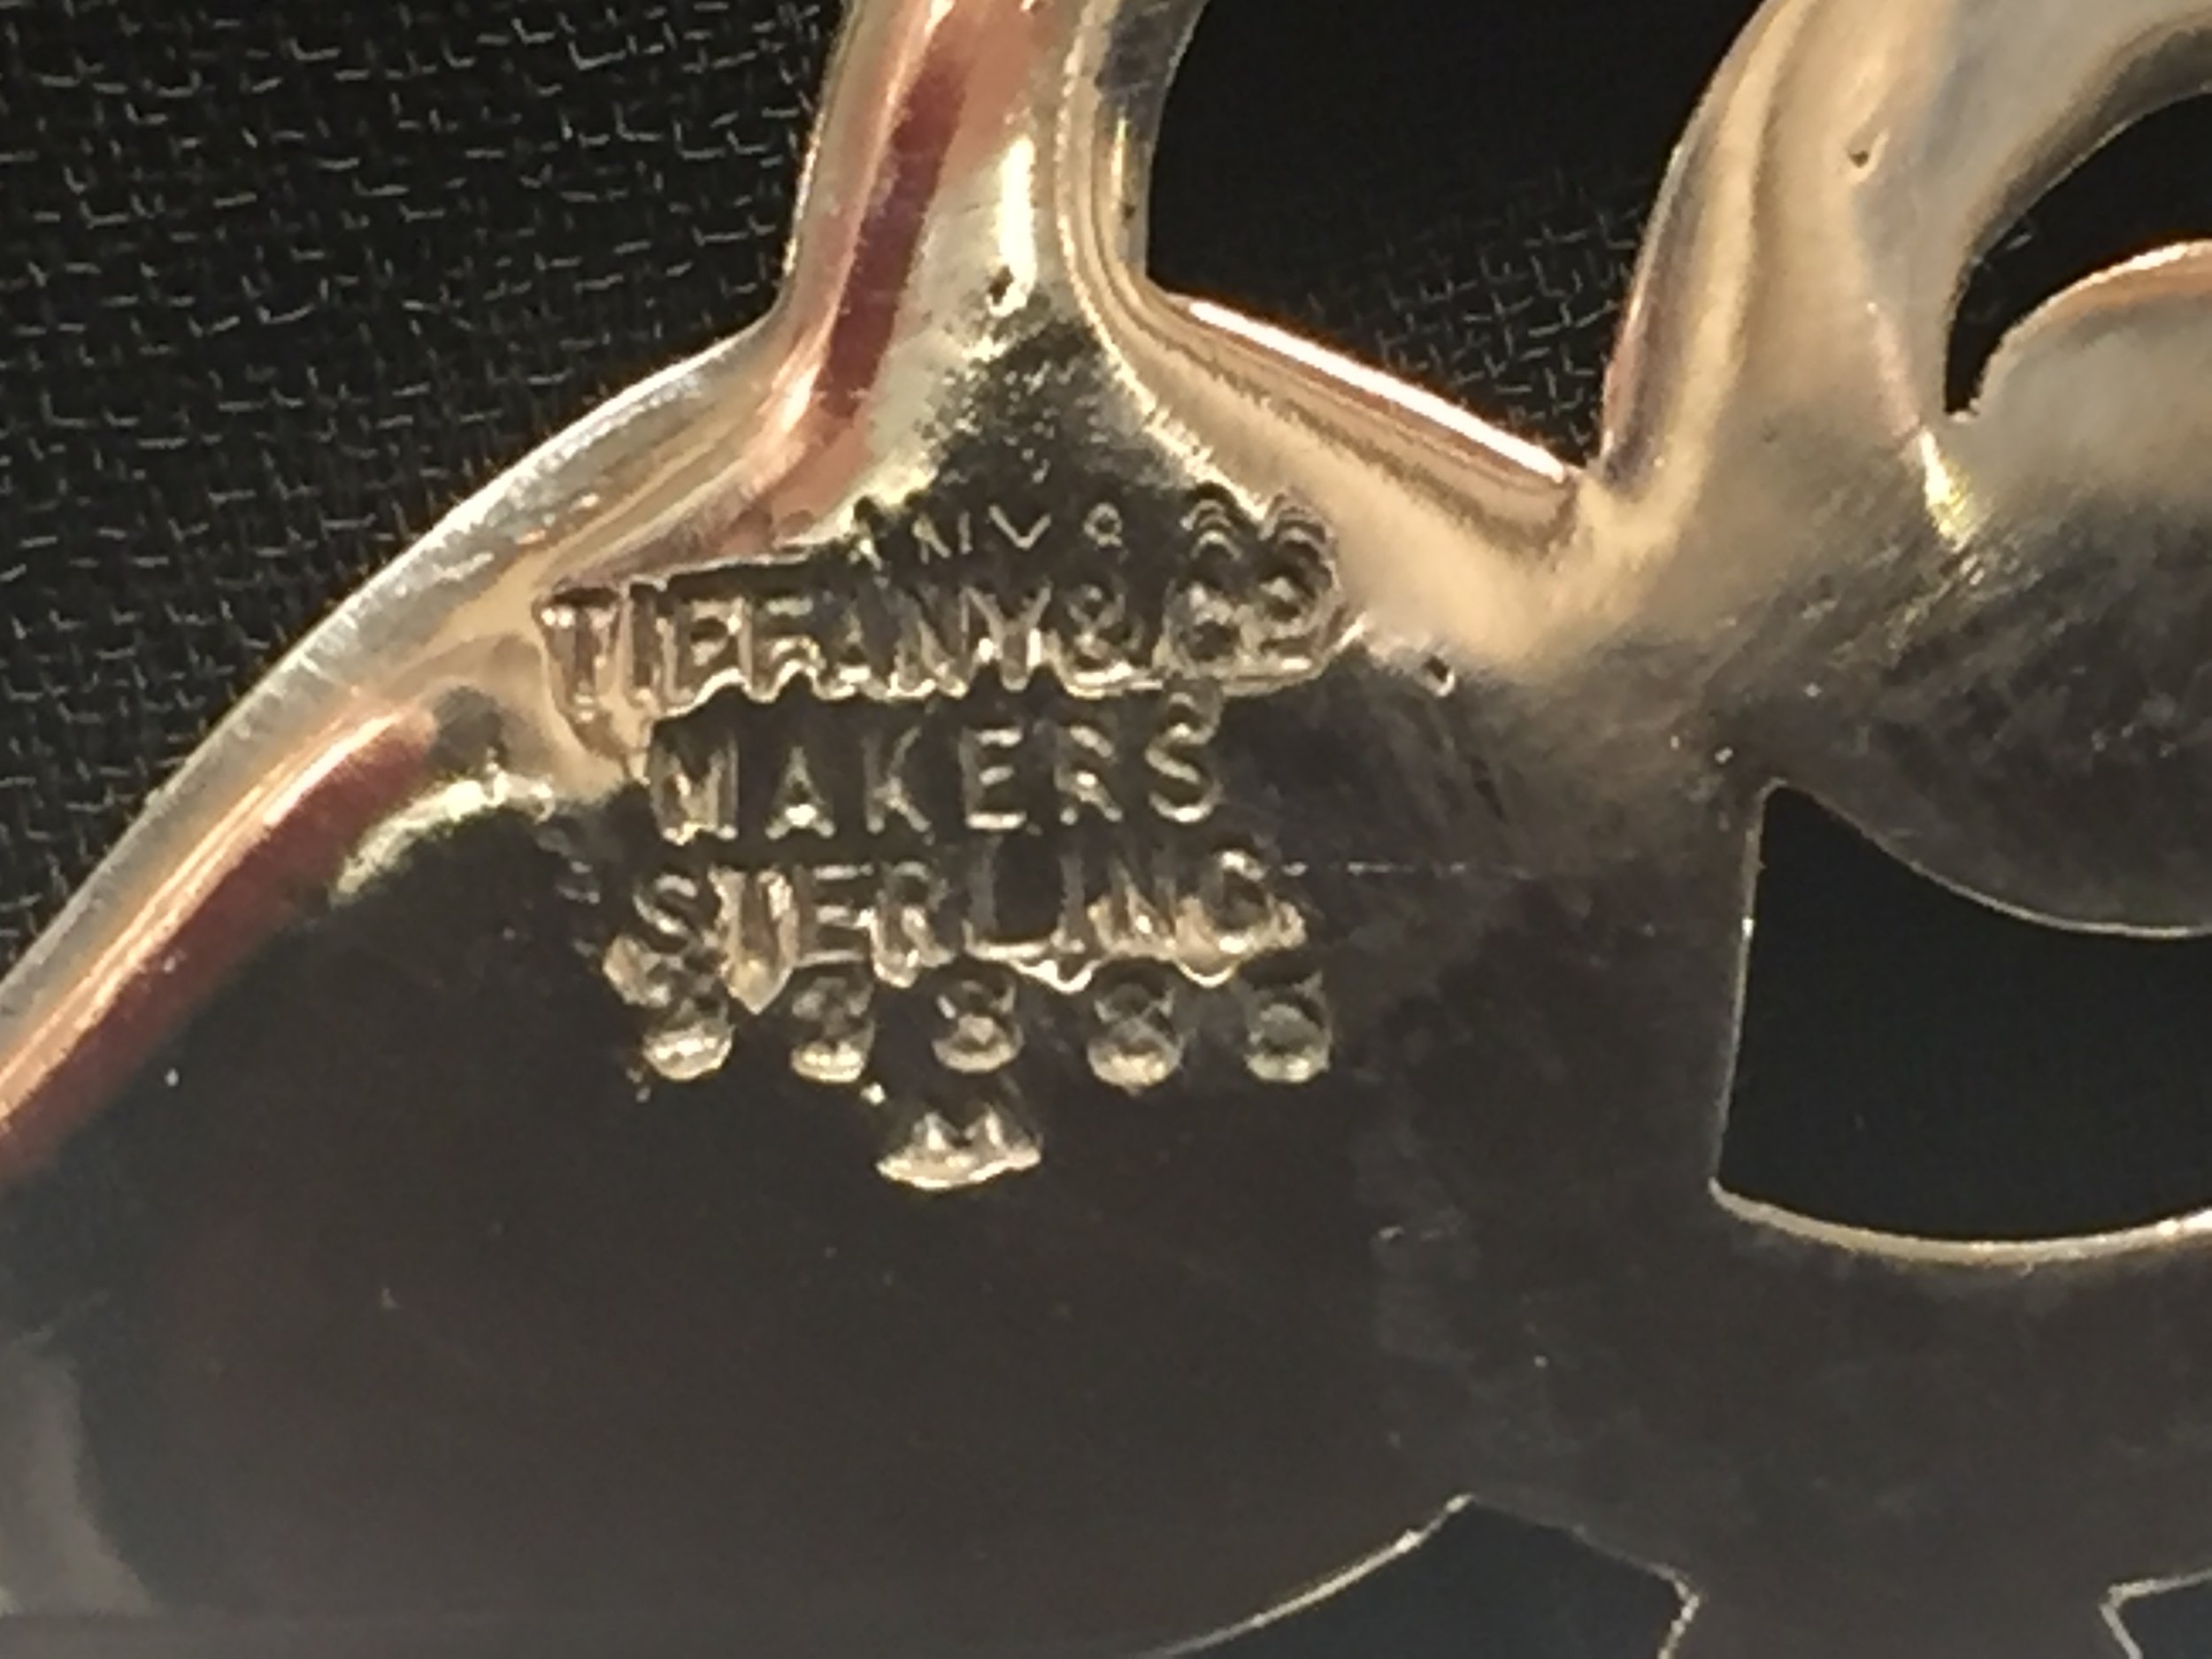 TIFFANY & CO
MAKERS
STERLING
M